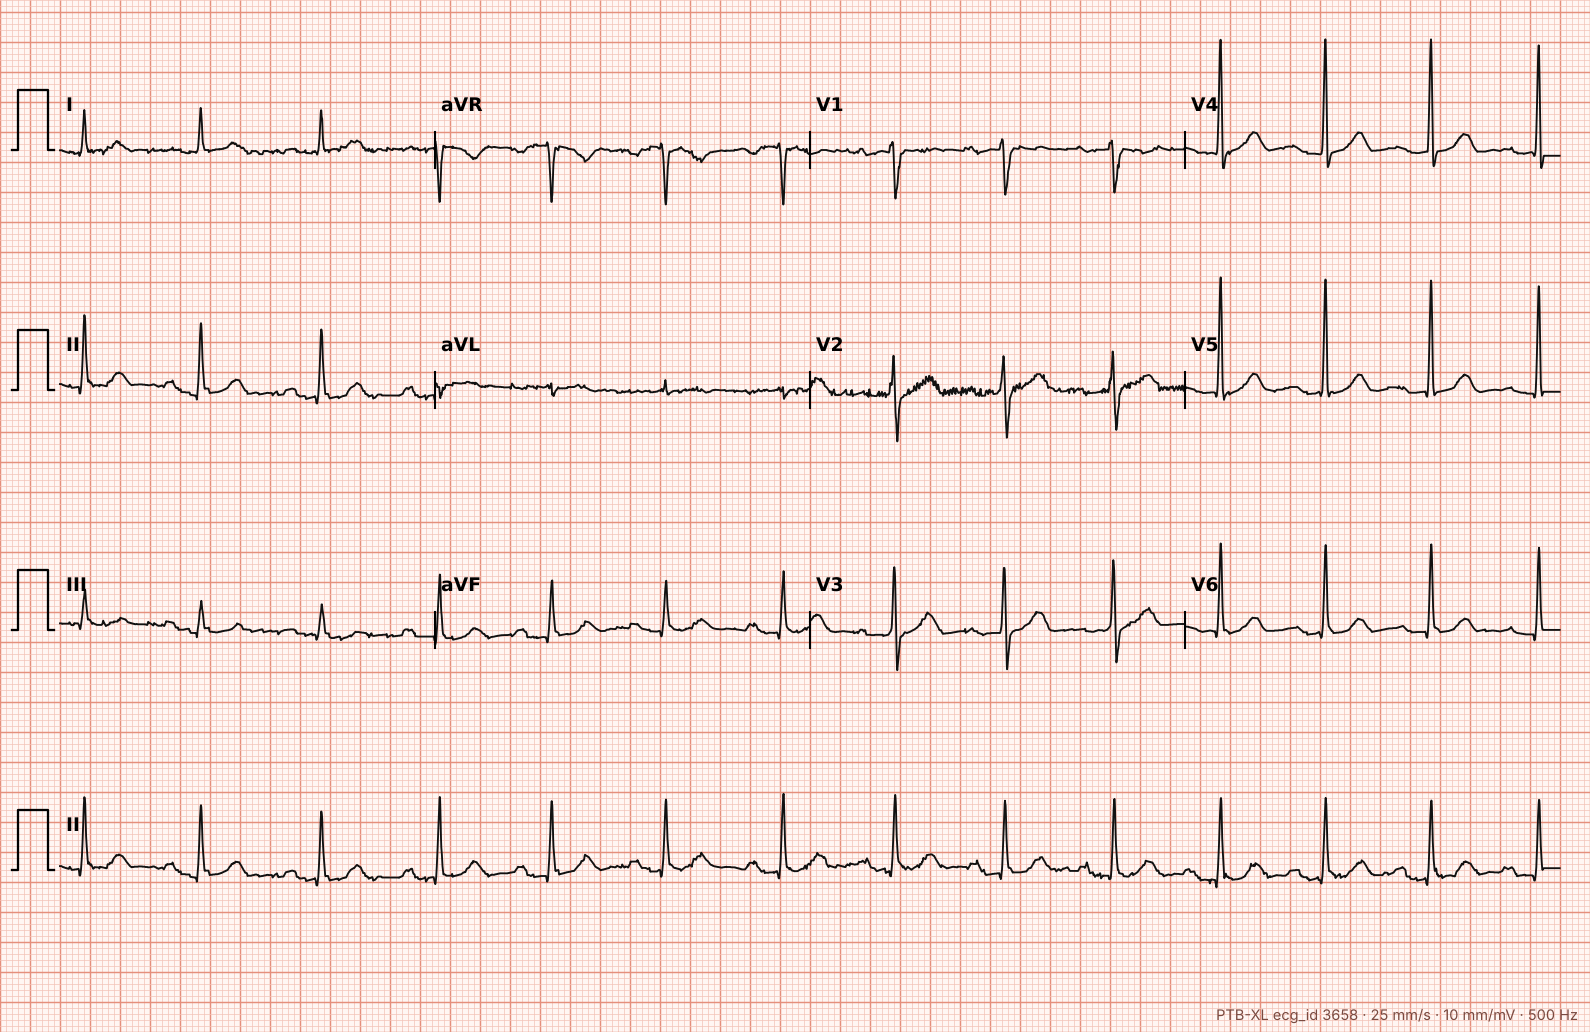 I aVR V1 V4
II aVL V2 V5
III aVF V3 V6
II
PTB-XL ecg_id 3658 · 25 mm/s · 10 mm/mV · 500 Hz